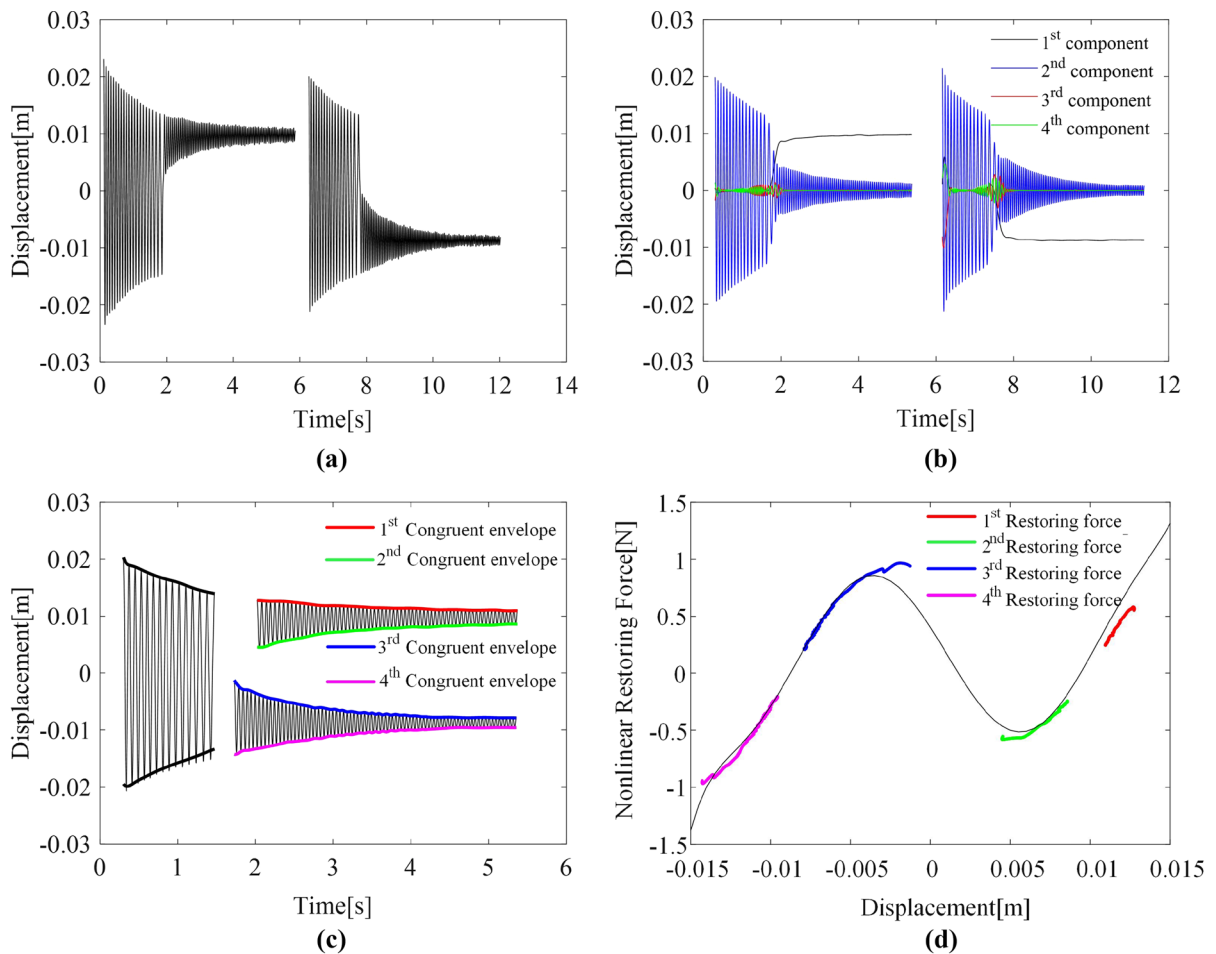 0.03
0.02
0.01
0
-0.01
-0.02
-0.03
Displacement[m]
0 2 4 6 8 10 12 14
Time[s]
(a)
0.03
0.02
0.01
0
-0.01
-0.02
-0.03
Displacement[m]
1st component
2nd component
3rd component
4th component
0 2 4 6 8 10 12
Time[s]
(b)
0.03
0.02
0.01
0
-0.01
-0.02
-0.03
Displacement[m]
1st Congruent envelope
2nd Congruent envelope
3rd Congruent envelope
4th Congruent envelope
0 1 2 3 4 5 6
Time[s]
(c)
1.5
1
0.5
0
-0.5
-1
-1.5
Nonlinear Restoring Force[N]
1st Restoring force
2nd Restoring force
3rd Restoring force
4th Restoring force
-0.015 -0.01 -0.005 0 0.005 0.01 0.015
Displacement[m]
(d)